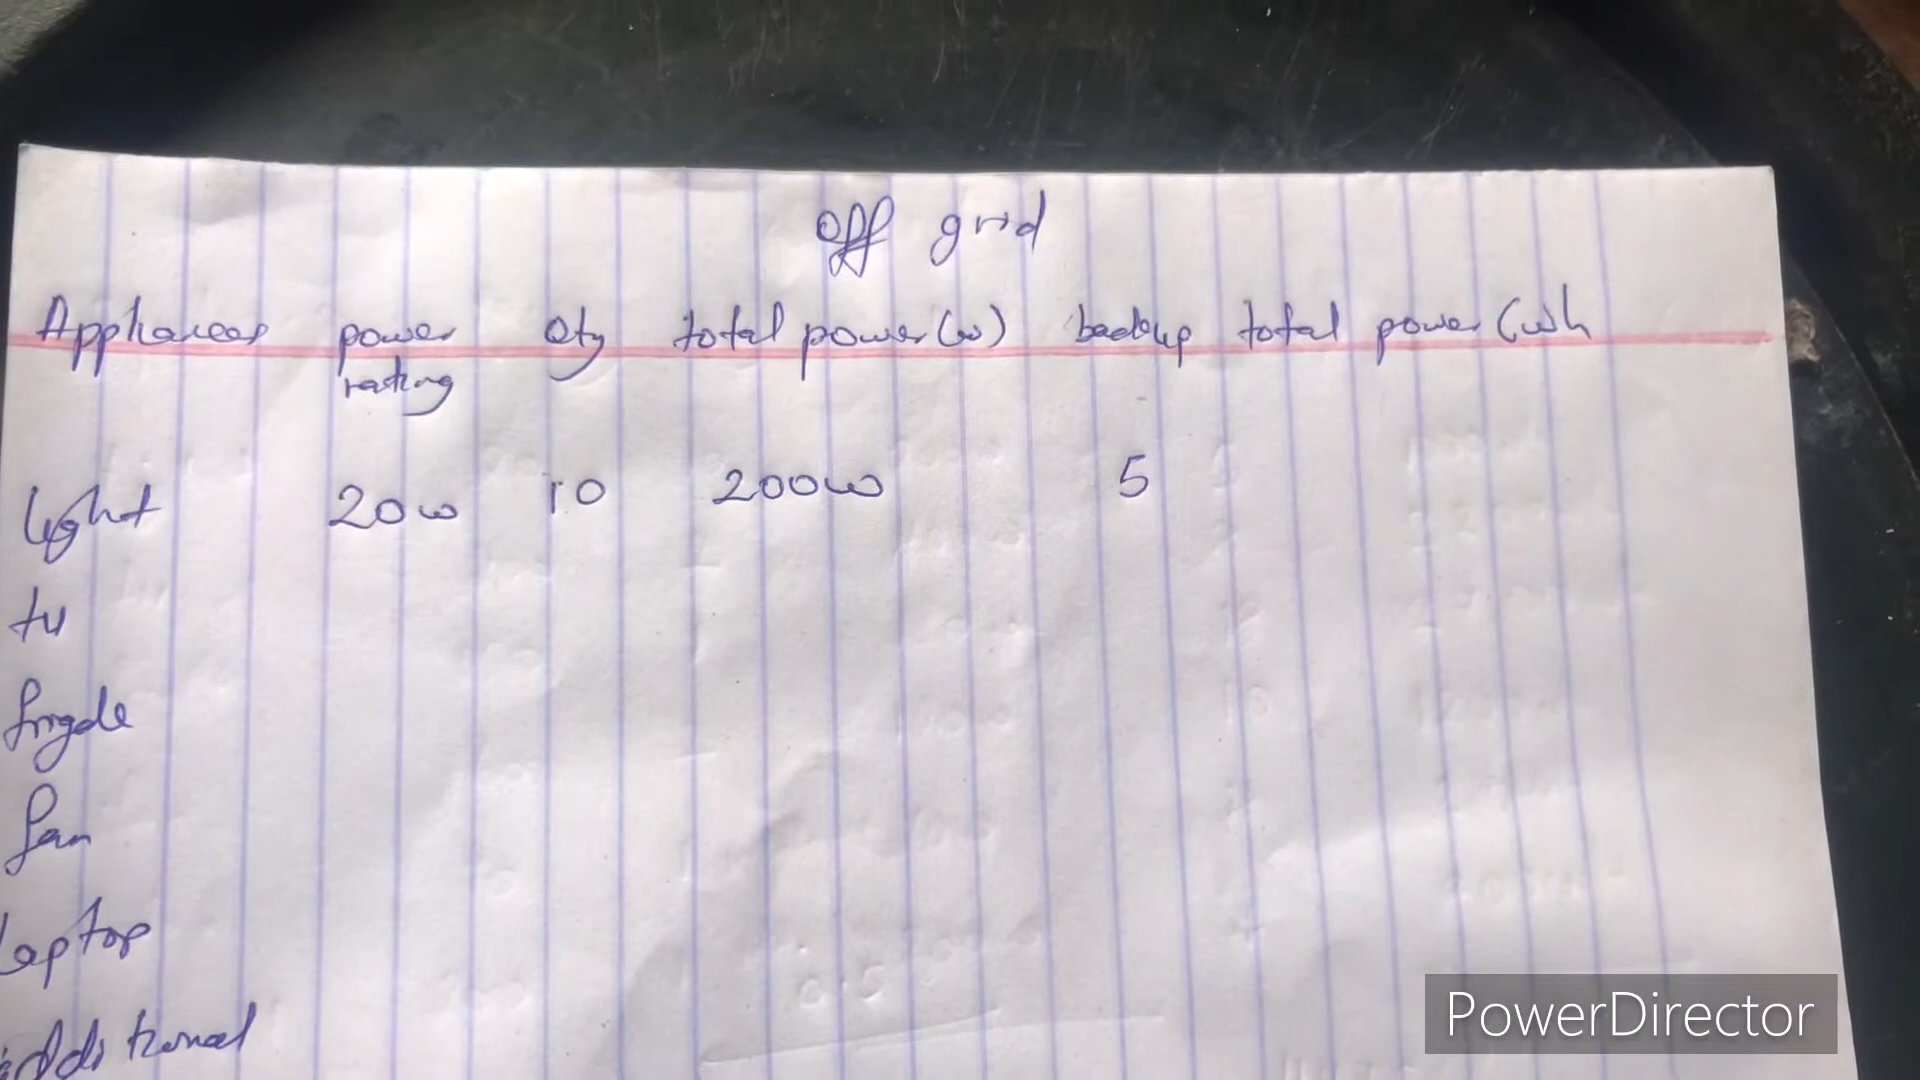 Off grid
Appliances power rating Qty total power (w) backup total power (wh
light 20w 10 200w 5
tv
frigde
fan
laptop
additional
PowerDirector